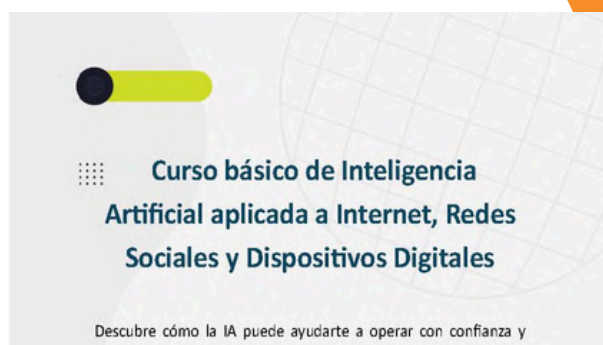 Curso básico de Inteligencia
Artificial aplicada a Internet, Redes
Sociales y Dispositivos Digitales
Descubre cómo la IA puede ayudarte a operar con confianza y